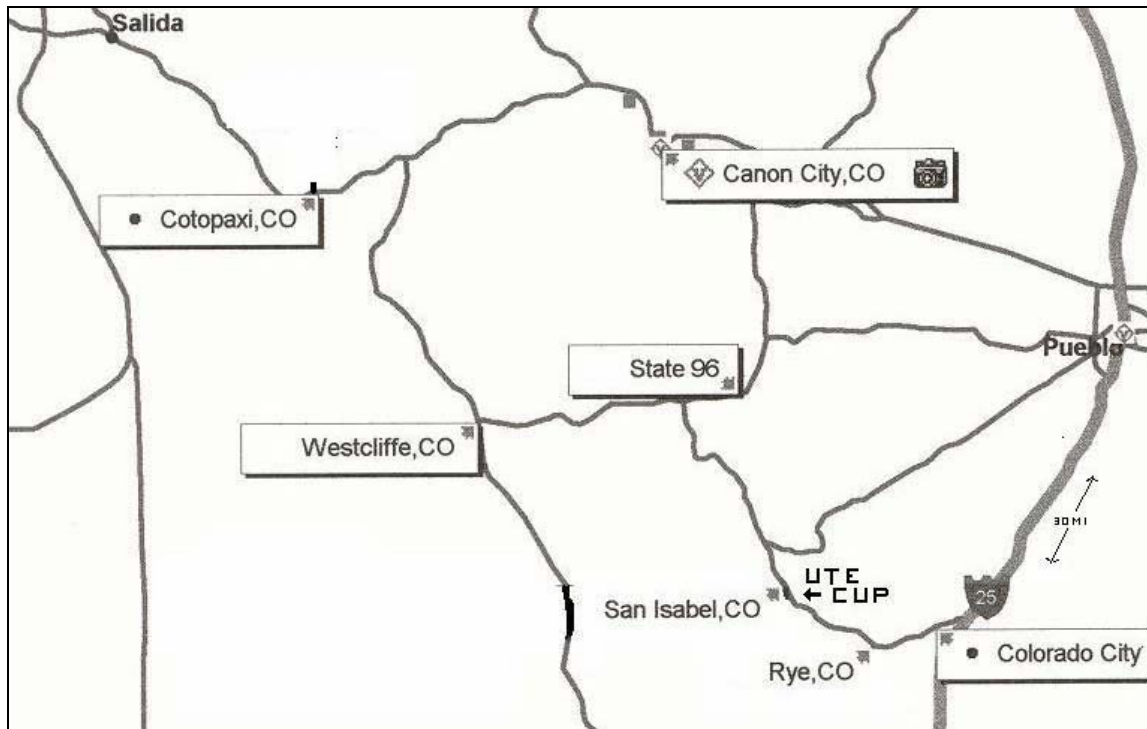 Salida
Canon City,CO
Cotopaxi,CO
Pueblo
State 96
Westcliffe,CO
30MI
UTE
← CUP
25
San Isabel,CO
Colorado City
Rye,CO